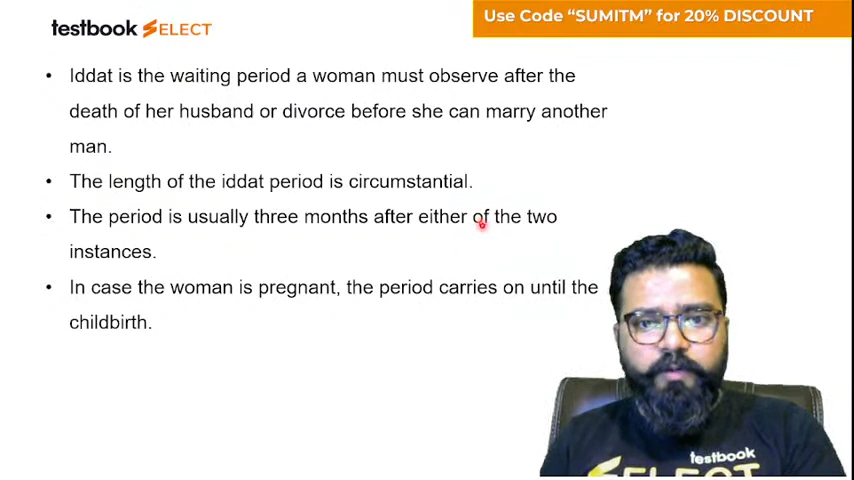 testbook SELECT
Use Code “SUMITM” for 20% DISCOUNT
• Iddat is the waiting period a woman must observe after the
death of her husband or divorce before she can marry another
man.
• The length of the iddat period is circumstantial.
• The period is usually three months after either of the two
instances.
• In case the woman is pregnant, the period carries on until the
childbirth.
testbook
SELECT